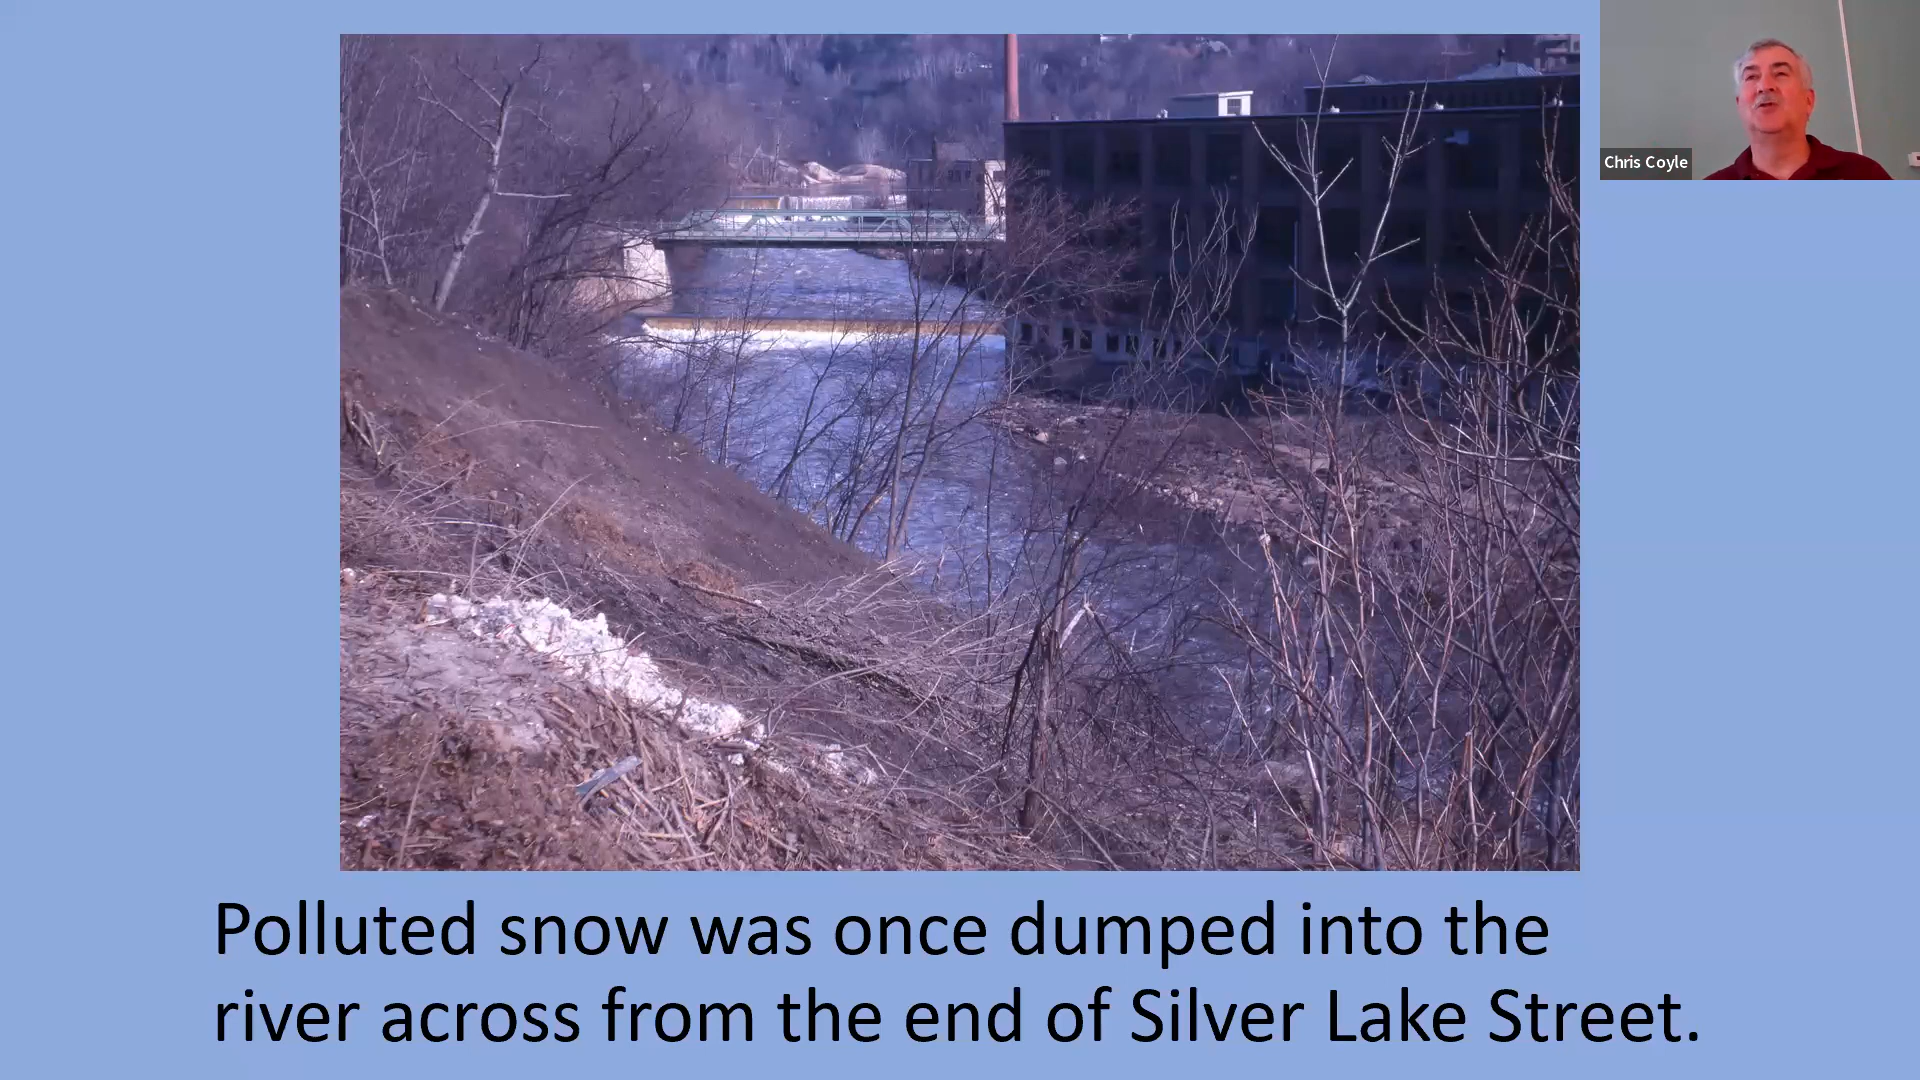 Chris Coyle
Polluted snow was once dumped into the
river across from the end of Silver Lake Street.